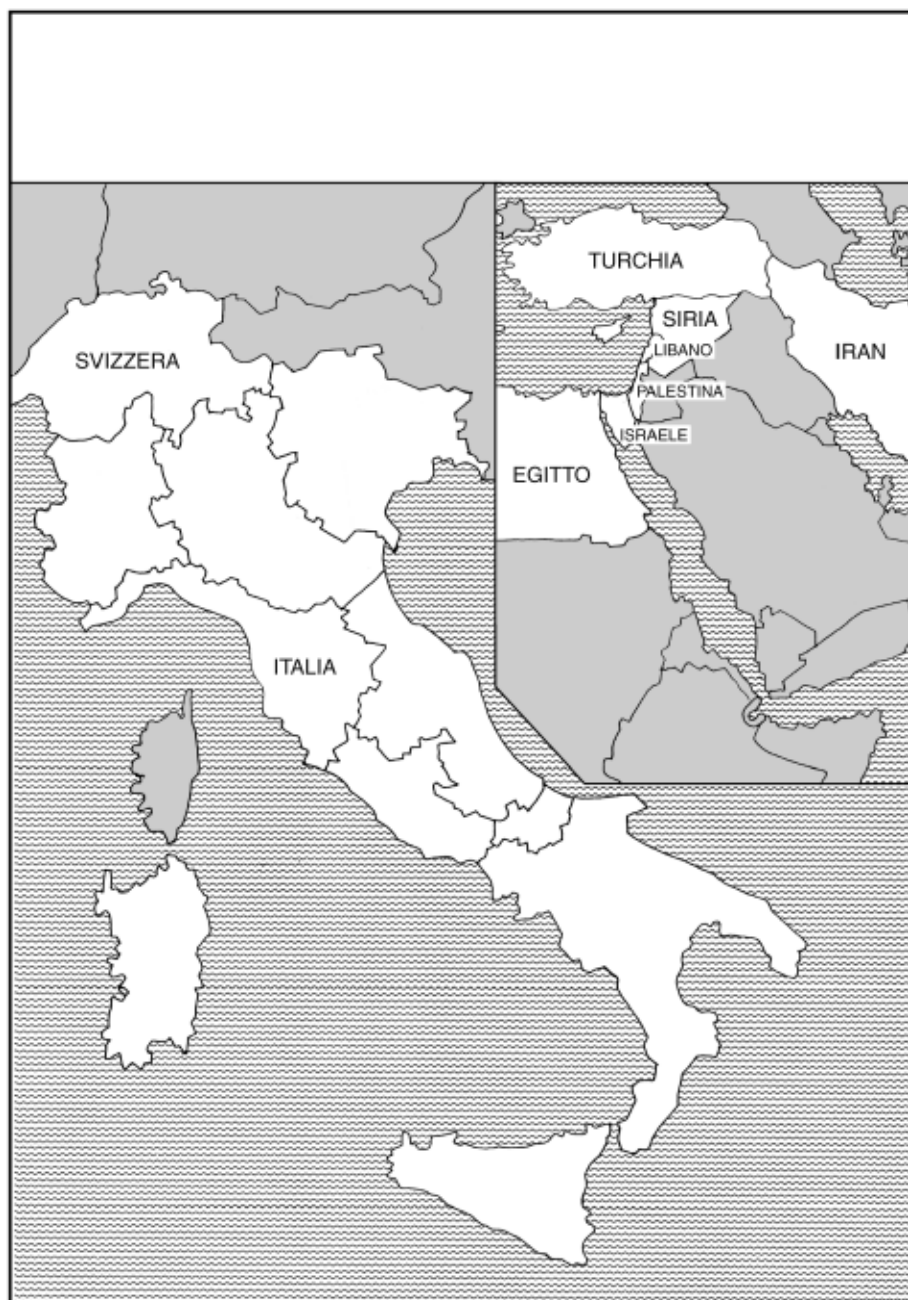 SVIZZERA
ITALIA
TURCHIA
SIRIA
LIBANO
IRAN
PALESTINA
ISRAELE
EGITTO